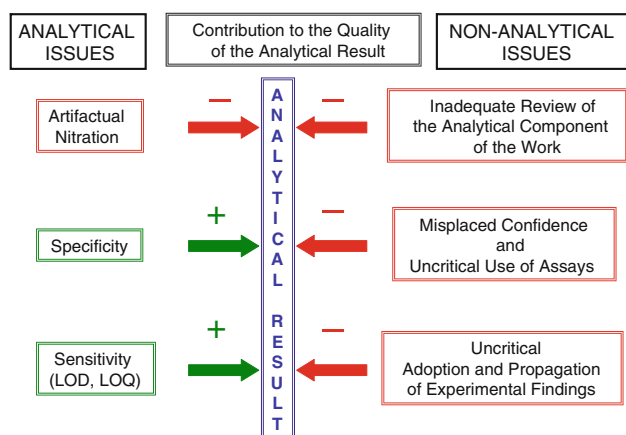 ANALYTICAL
ISSUES
Contribution to the Quality
of the Analytical Result
NON-ANALYTICAL
ISSUES
Artifactual
Nitration
−
−
Inadequate Review of
the Analytical Component
of the Work
Specificity
+
−
Misplaced Confidence
and
Uncritical Use of Assays
Sensitivity
(LOD, LOQ)
+
−
Uncritical
Adoption and Propagation
of Experimental Findings
ANALYTICAL RESULT